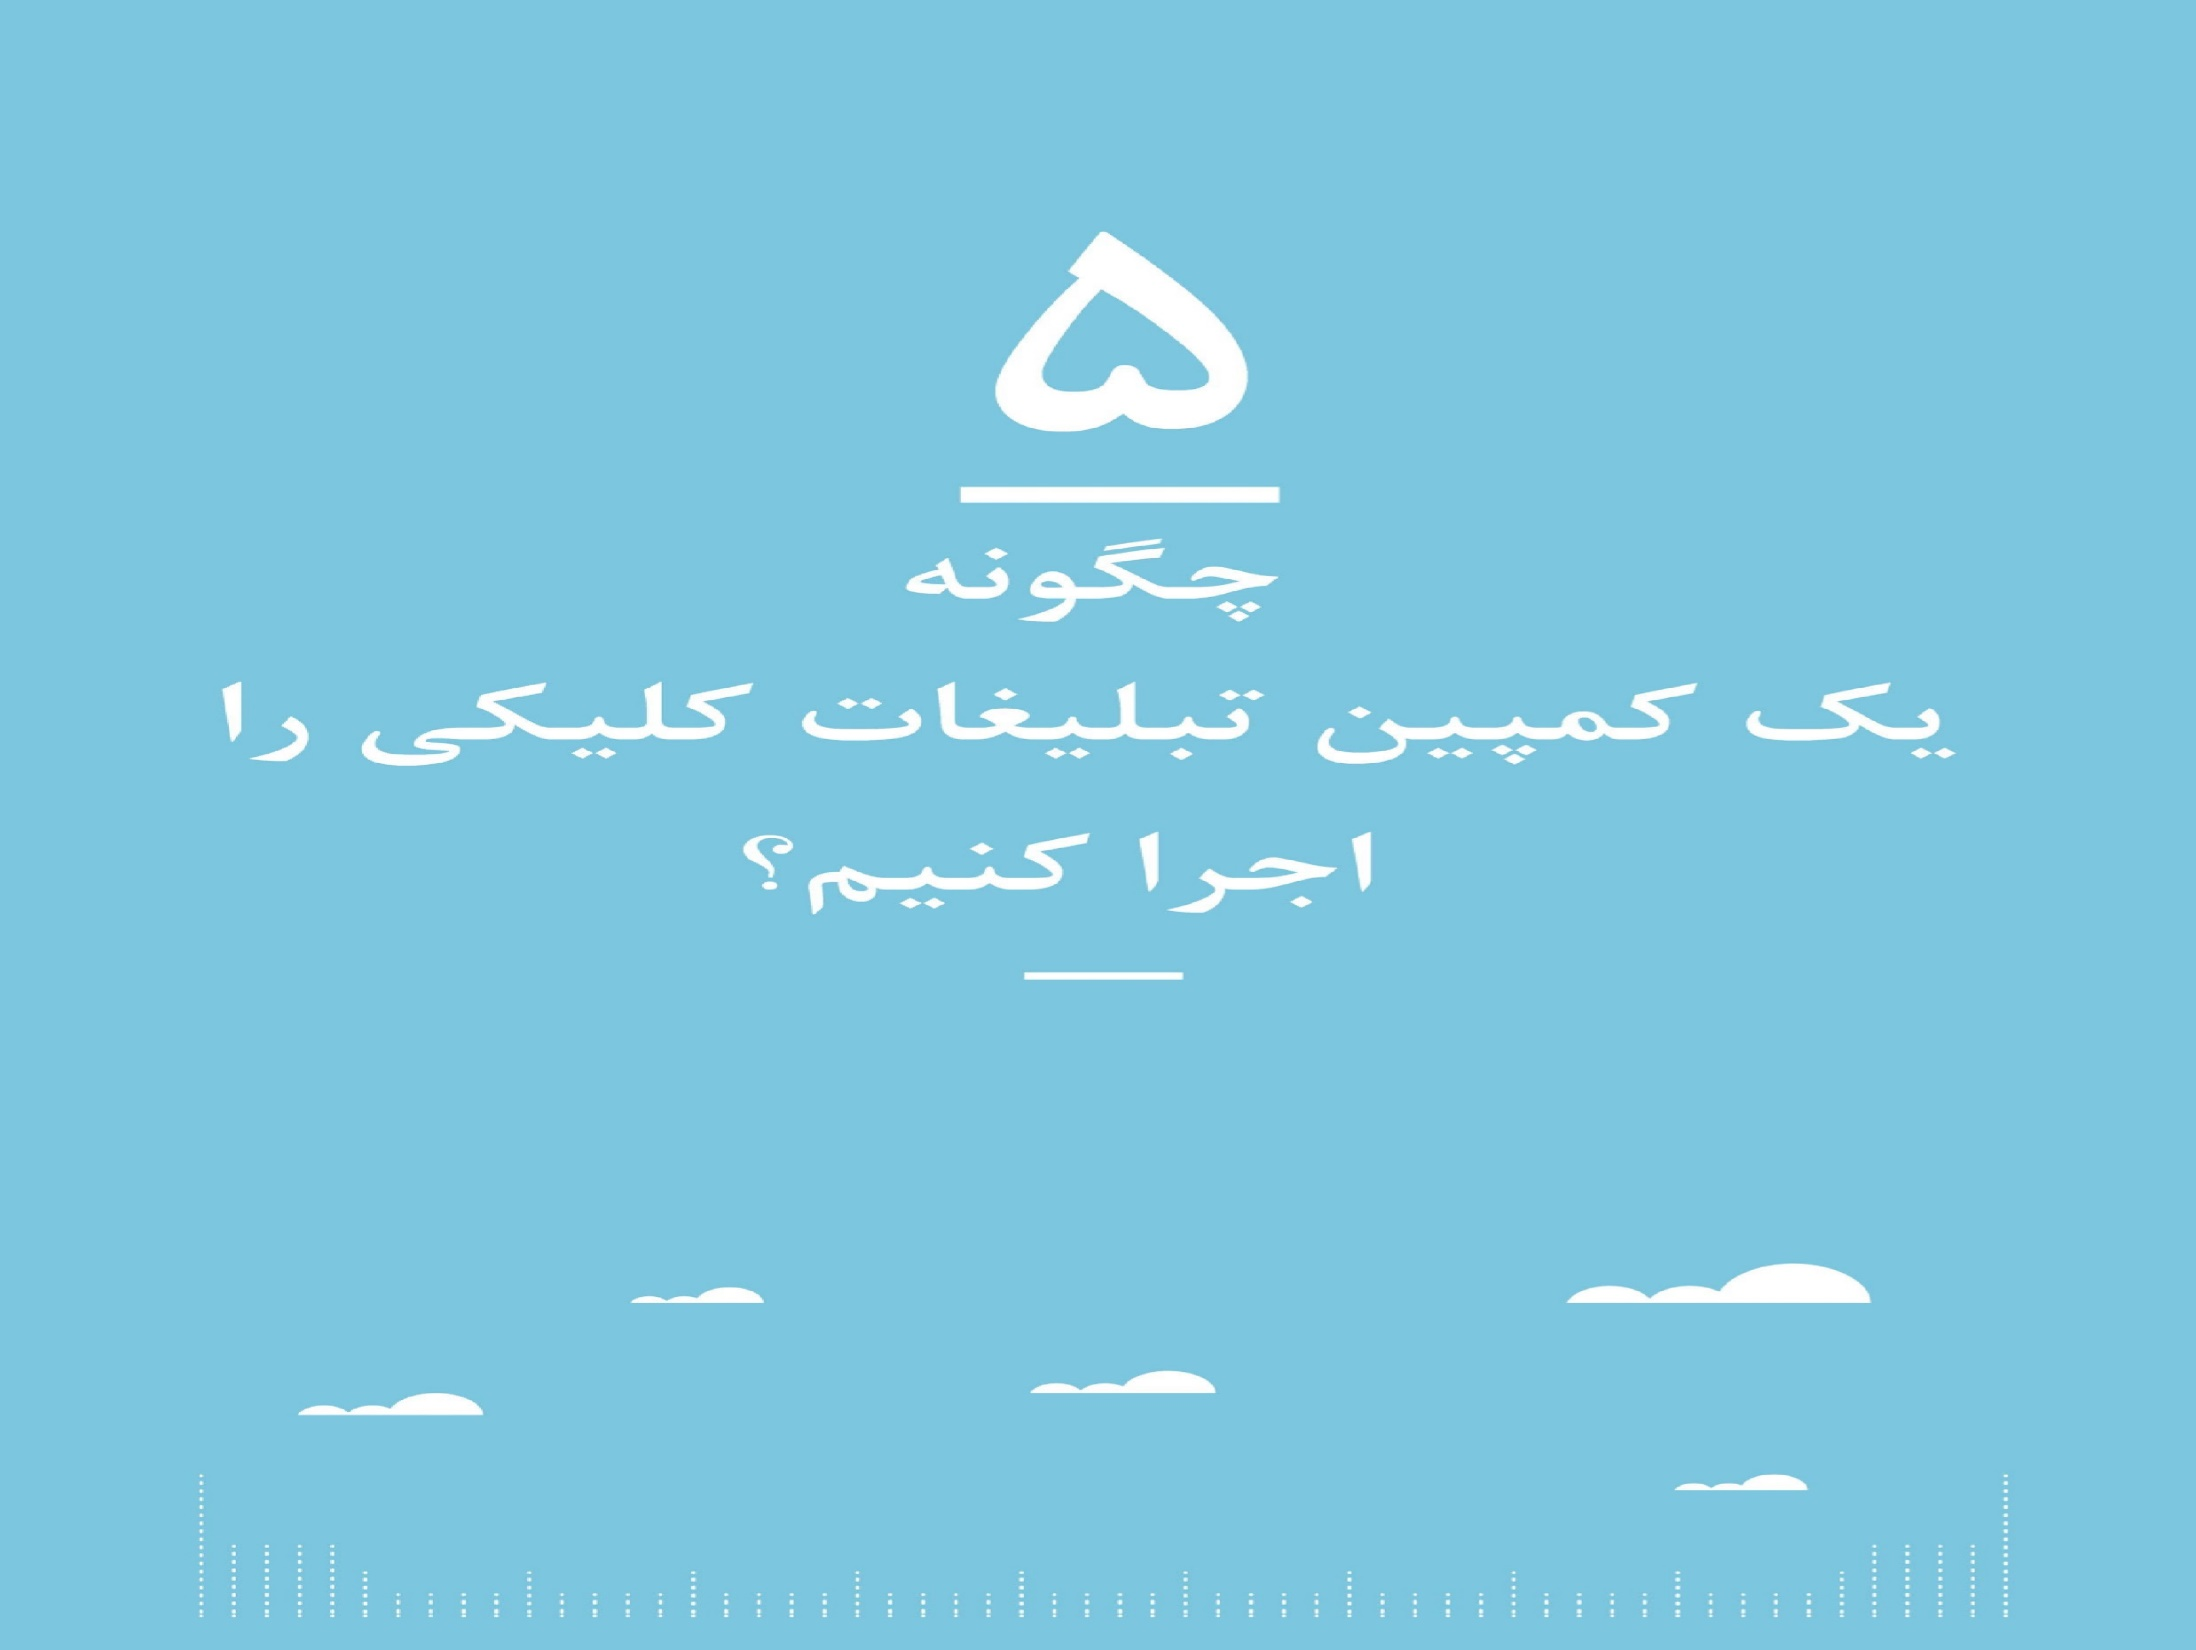 ۵
چگونه
یک کمپین تبلیغات کلیکی را
اجرا کنیم؟